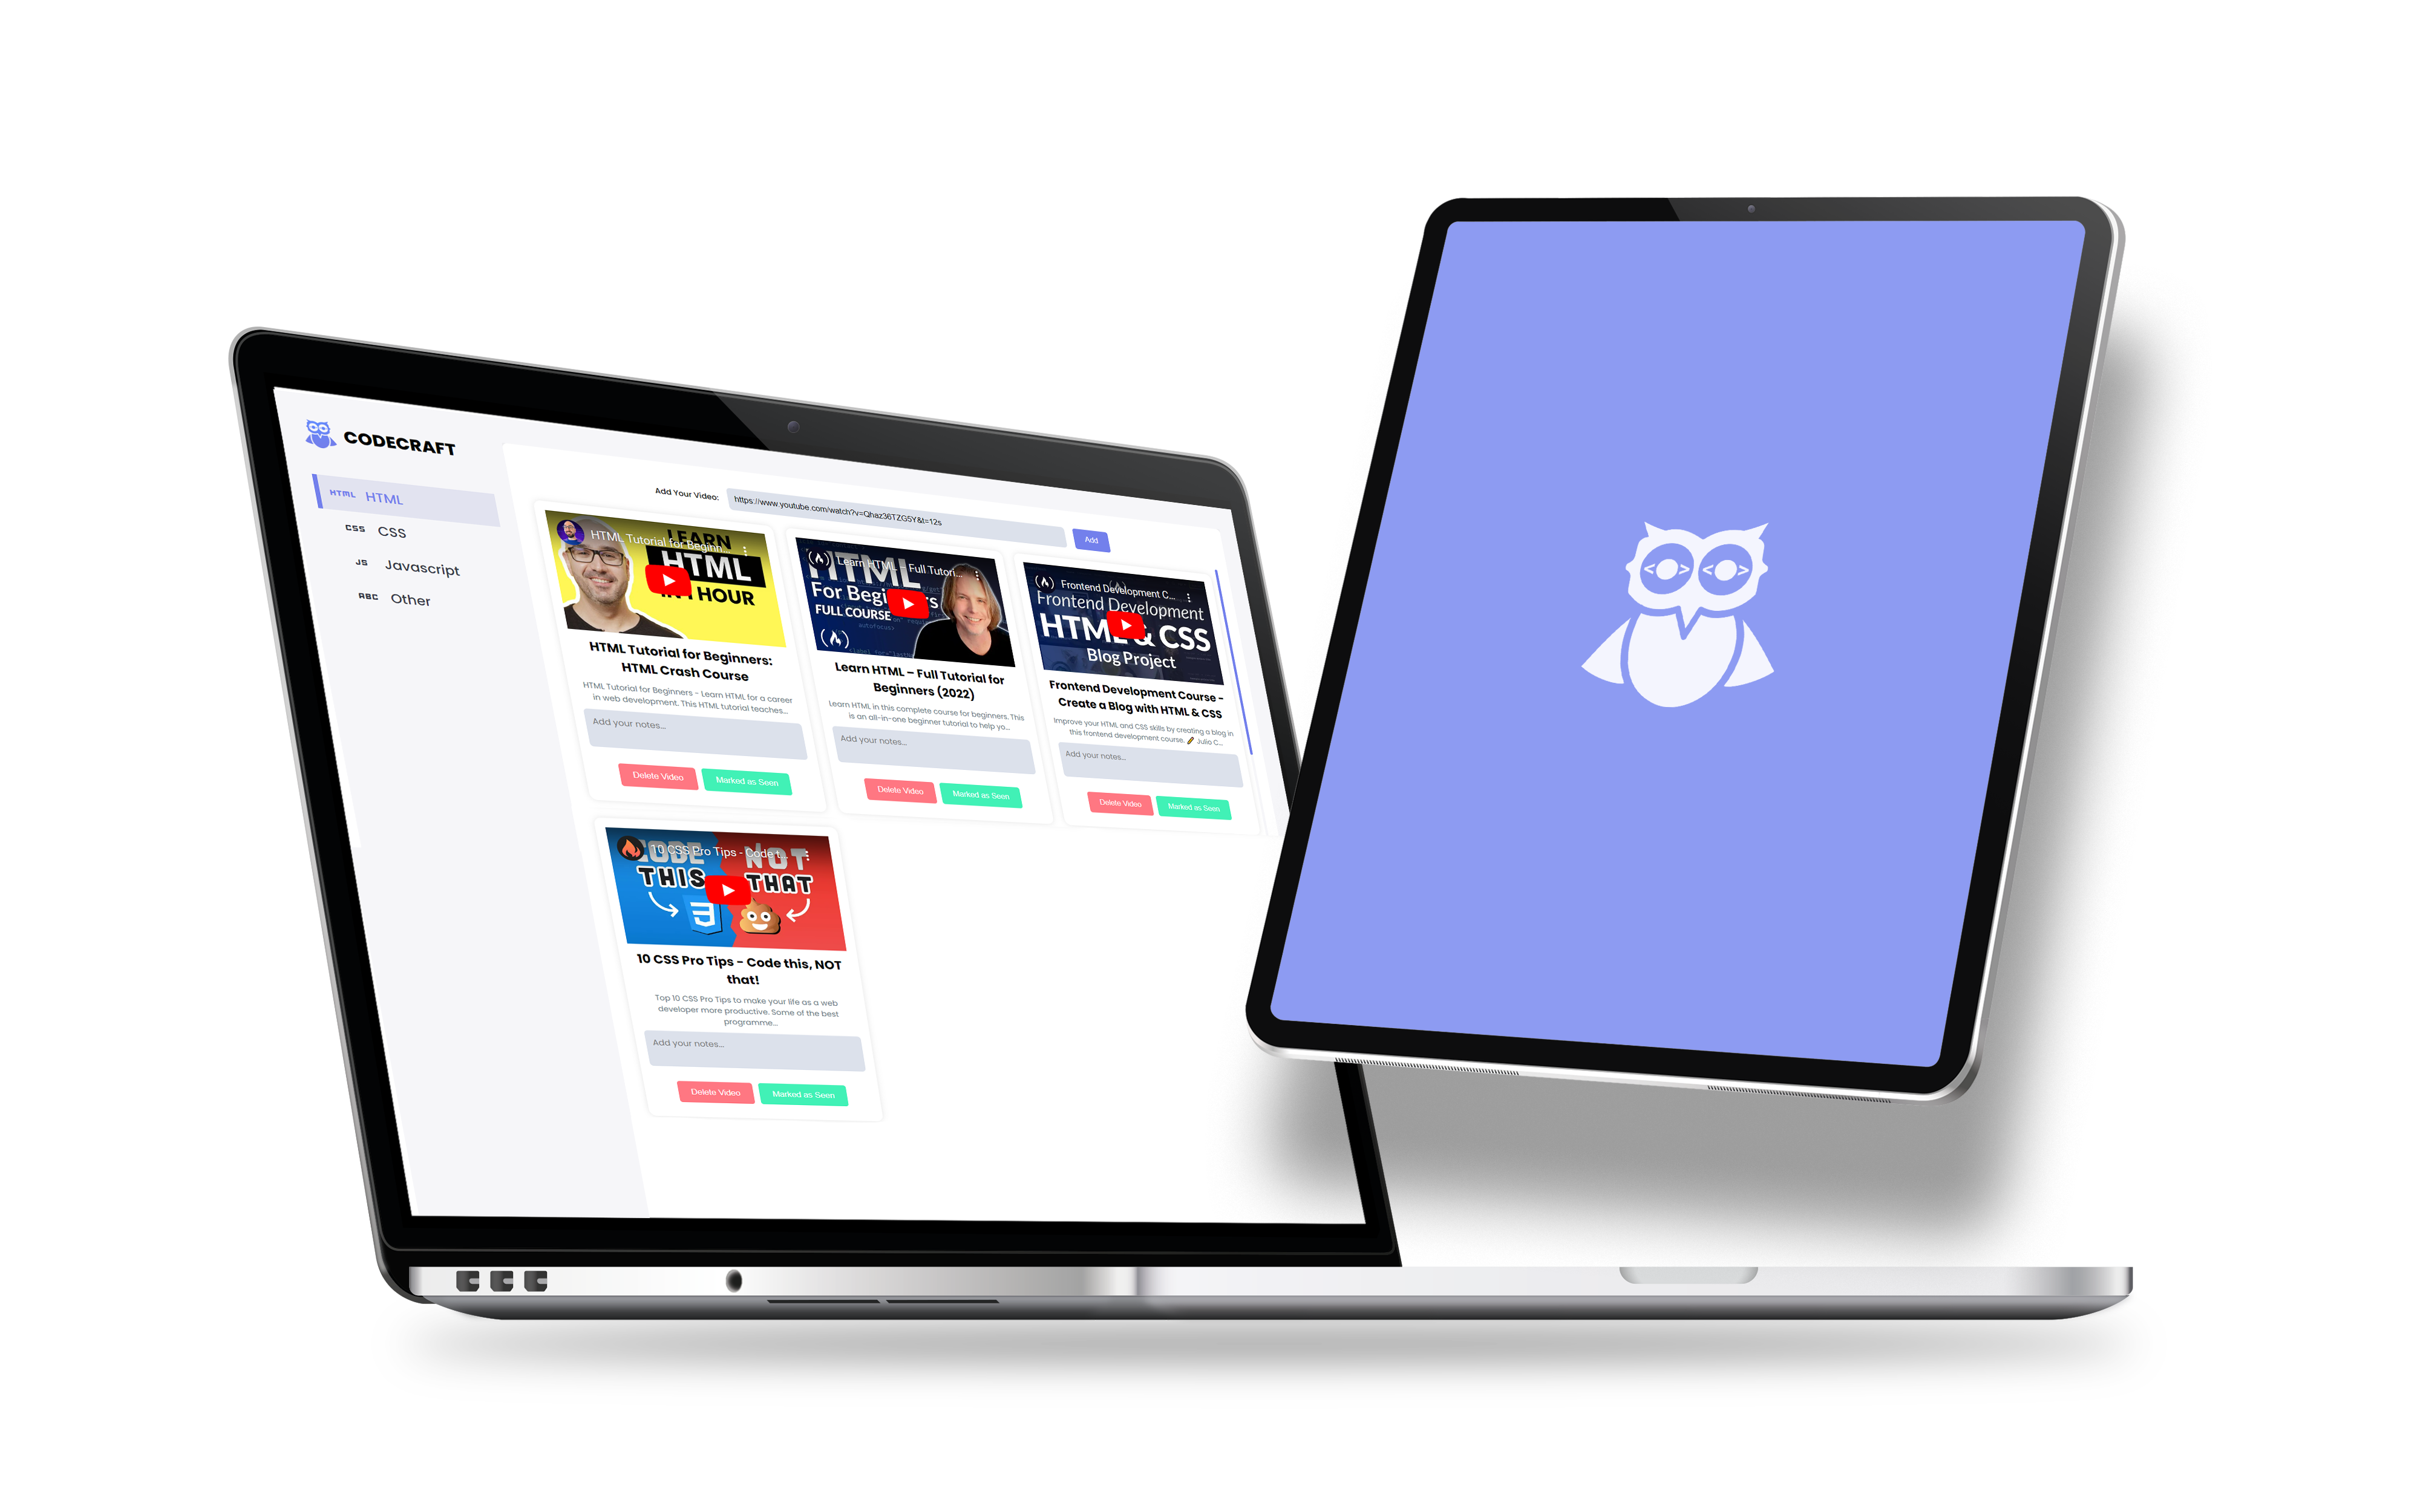 CODECRAFT
HTML HTML
CSS CSS
JS Javascript
ABC Other
Add Your Video: https://www.youtube.com/watch?v=Qhaz36TZG5Y&t=12s Add
HTML Tutorial for Beginn...
LEARN
HTML
IN 1 HOUR
HTML Tutorial for Beginners:
HTML Crash Course
HTML Tutorial for Beginners - Learn HTML for a career
in web development. This HTML tutorial teaches...
Add your notes...
Delete Video Marked as Seen
Learn HTML – Full Tutori...
HTML
For Beginners
FULL COURSE
autofocus
Learn HTML – Full Tutorial for
Beginners (2022)
Learn HTML in this complete course for beginners. This
is an all-in-one beginner tutorial to help yo...
Add your notes...
Delete Video Marked as Seen
Frontend Development C...
Frontend Development
HTML & CSS
Blog Project
Frontend Development Course -
Create a Blog with HTML & CSS
Improve your HTML and CSS skills by creating a blog in
this frontend development course. ✏️ Julio C...
Add your notes...
Delete Video Marked as Seen
10 CSS Pro Tips - Code t...
CODE NOT
THIS THAT
10 CSS Pro Tips - Code this, NOT
that!
Top 10 CSS Pro Tips to make your life as a web
developer more productive. Some of the best
programme...
Add your notes...
Delete Video Marked as Seen